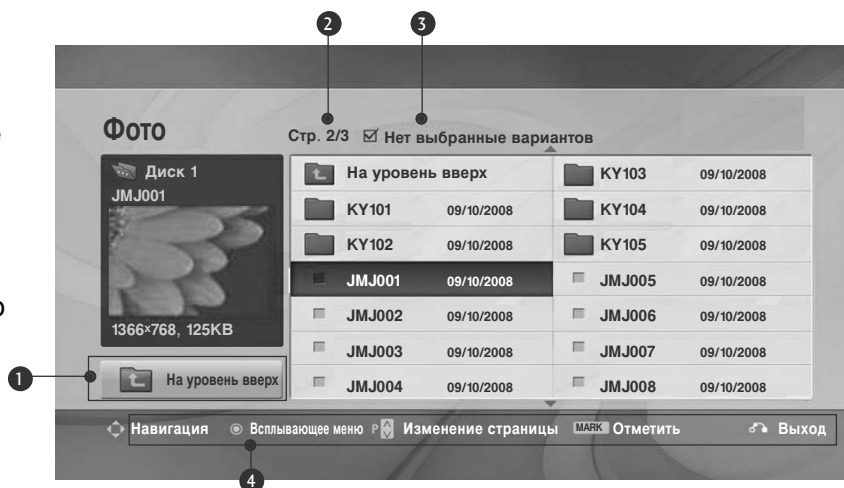 2 3
Фото
Стр. 2/3 Нет выбранные вариантов
Диск 1
JMJ001
1366x768, 125KB
На уровень вверх
KY101 09/10/2008
KY102 09/10/2008
JMJ001 09/10/2008
JMJ002 09/10/2008
JMJ003 09/10/2008
JMJ004 09/10/2008
KY103 09/10/2008
KY104 09/10/2008
KY105 09/10/2008
JMJ005 09/10/2008
JMJ006 09/10/2008
JMJ007 09/10/2008
JMJ008 09/10/2008
1 На уровень вверх
Навигация Всплывающее меню P Изменение страницы MARK Отметить Выход
4